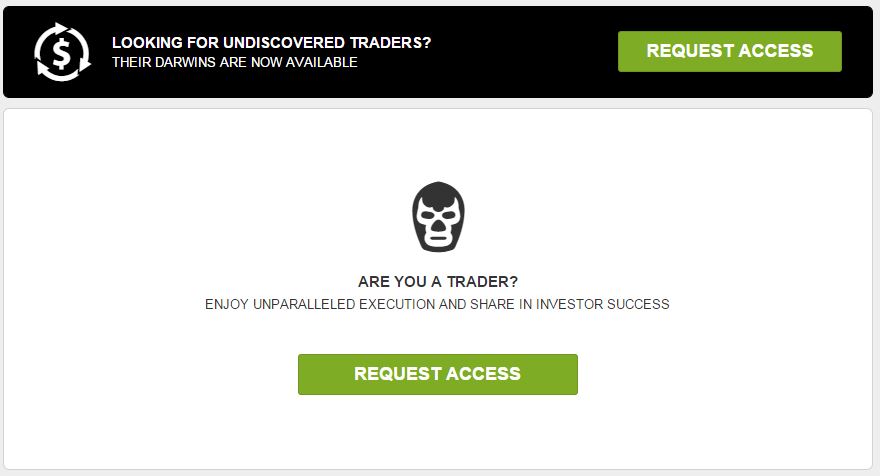 LOOKING FOR UNDISCOVERED TRADERS?
THEIR DARWINS ARE NOW AVAILABLE
REQUEST ACCESS
ARE YOU A TRADER?
ENJOY UNPARALLELED EXECUTION AND SHARE IN INVESTOR SUCCESS
REQUEST ACCESS